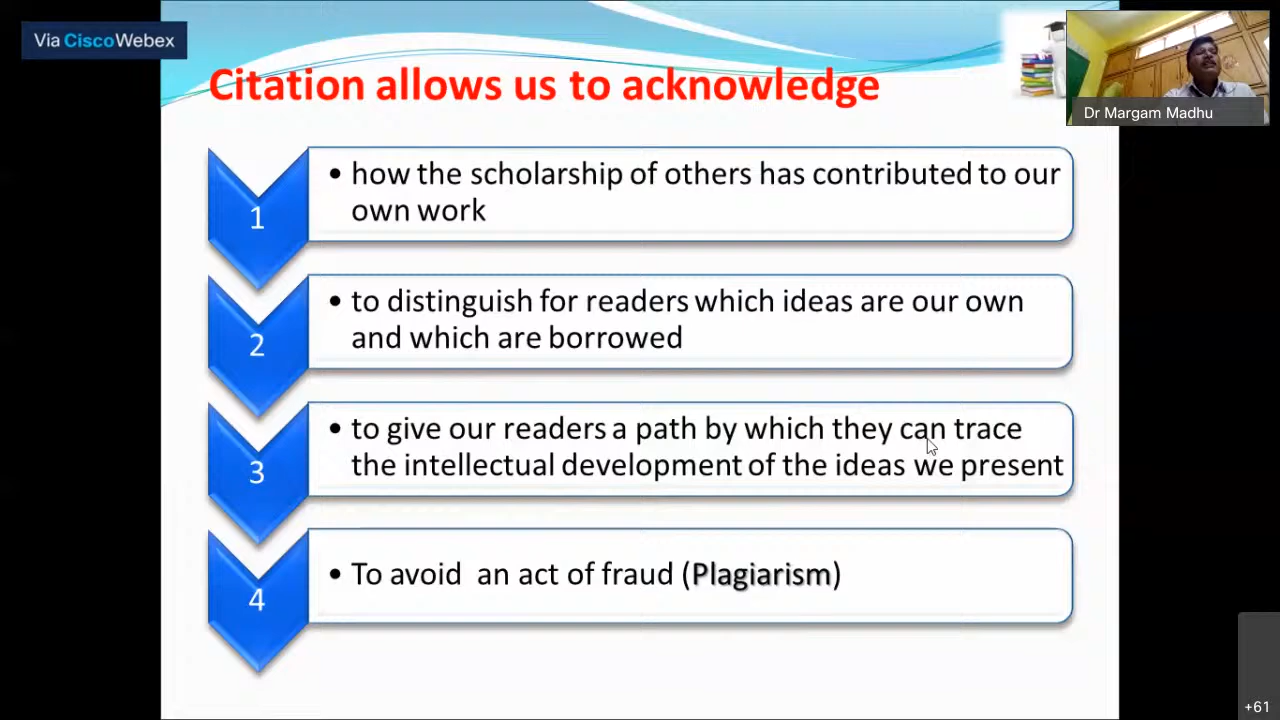 Via CiscoWebex
Citation allows us to acknowledge
Dr Margam Madhu
1
• how the scholarship of others has contributed to our
own work
2
• to distinguish for readers which ideas are our own
and which are borrowed
3
• to give our readers a path by which they can trace
the intellectual development of the ideas we present
4
• To avoid an act of fraud (Plagiarism)
+61